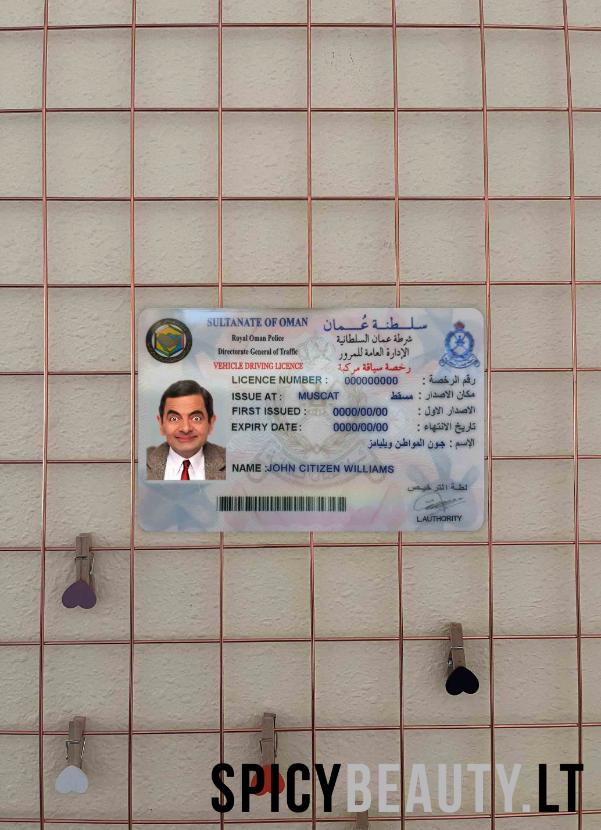 SULTANATE OF OMAN سلطنة عُمان
Royal Oman Police شرطة عمان السلطانية
Directorate General of Traffic الإدارة العامة للمرور
VEHICLE DRIVING LICENCE رخصة سياقة مركبة
LICENCE NUMBER : 000000000 رقم الرخصة :
ISSUE AT : MUSCAT مسقط مكان الاصدار :
FIRST ISSUED : 0000/00/00 الاصدار الاول :
EXPIRY DATE : 0000/00/00 تاريخ الانتهاء :
الإسم : جون المواطن ويليامز
NAME :JOHN CITIZEN WILLIAMS
الترخيص
L.AUTHORITY
SPICYBEAUTY.LT